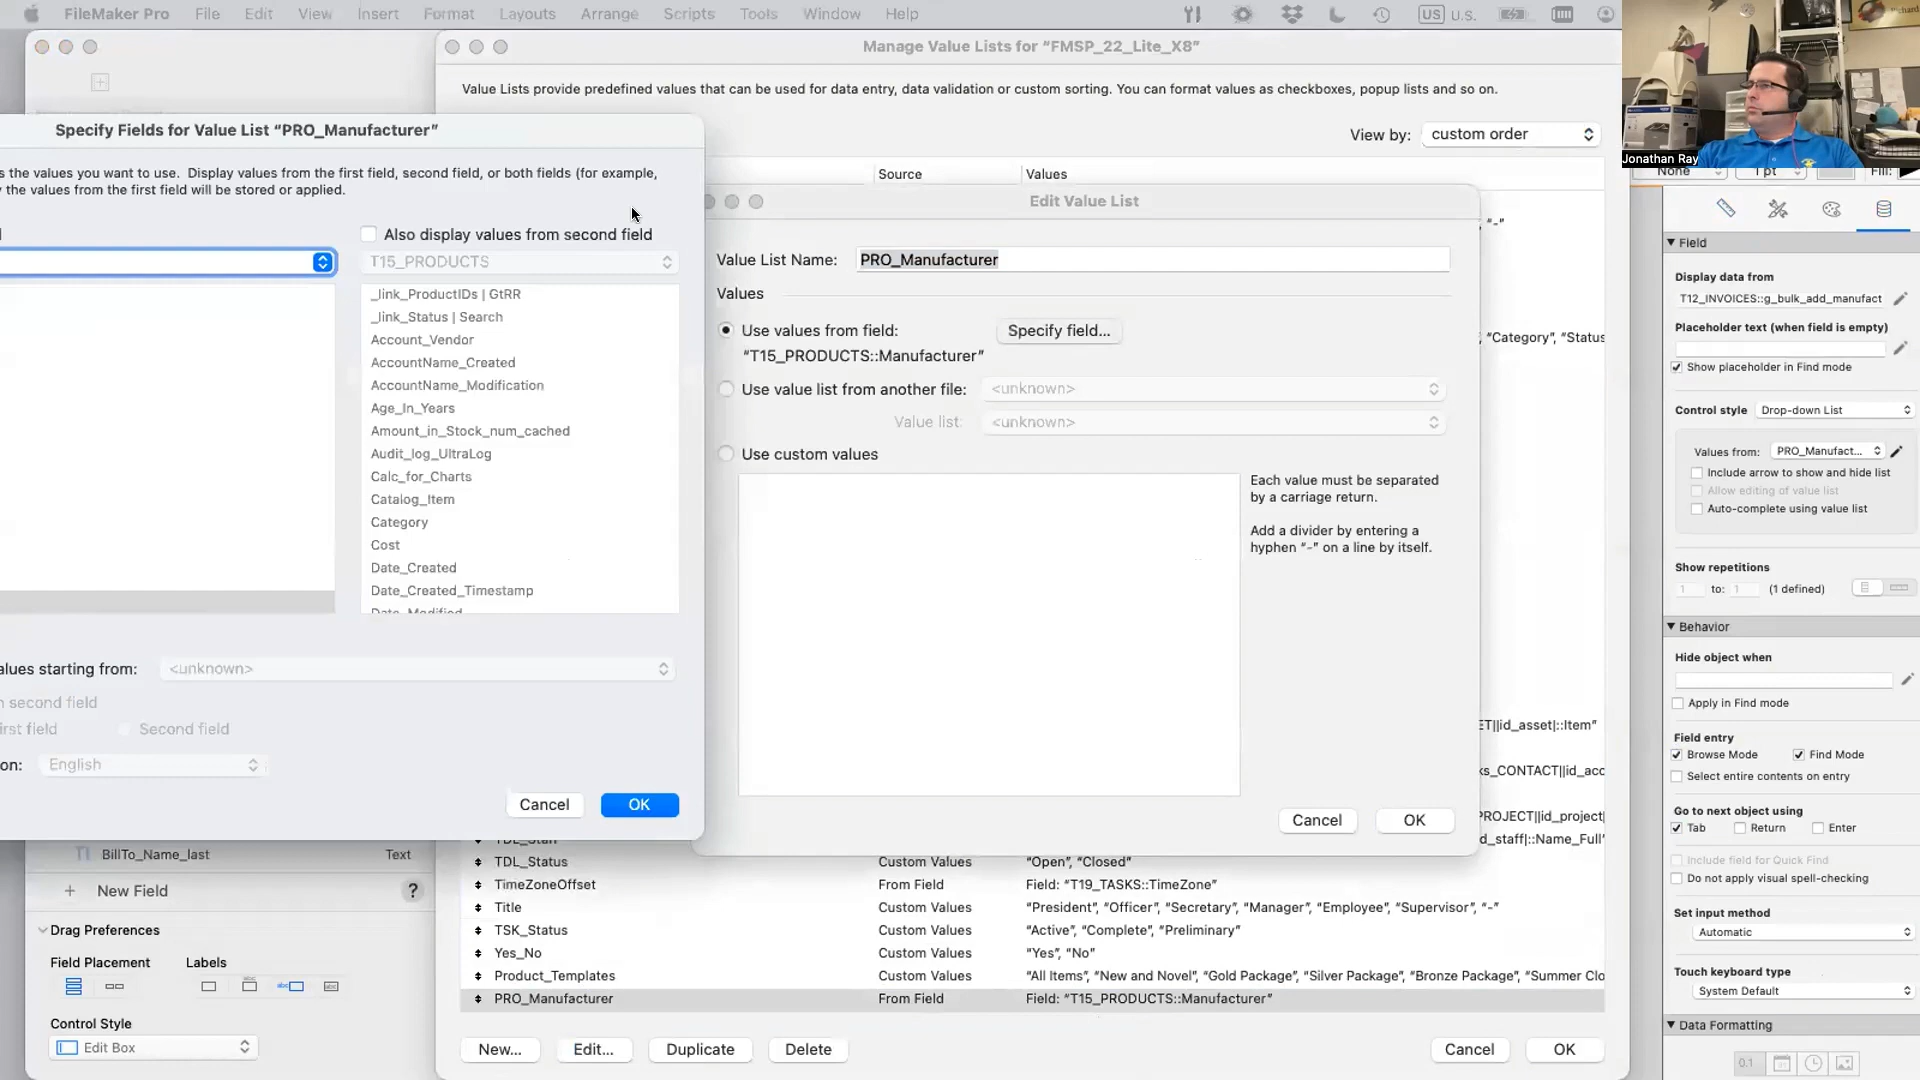 FileMaker Pro File Edit View Insert Format Layouts Arrange Scripts Tools Window Help US U.S.
Manage Value Lists for “FMSP_22_Lite_X8”
Value Lists provide predefined values that can be used for data entry, data validation or custom sorting. You can format values as checkboxes, popup lists and so on.
View by: custom order
Source Values
Jonathan Ray
Specify Fields for Value List “PRO_Manufacturer”
s the values you want to use. Display values from the first field, second field, or both fields (for example,
y the values from the first field will be stored or applied.
Also display values from second field
T15_PRODUCTS
_link_ProductIDs | GtRR
_link_Status | Search
Account_Vendor
AccountName_Created
AccountName_Modification
Age_In_Years
Amount_in_Stock_num_cached
Audit_log_UltraLog
Calc_for_Charts
Catalog_Item
Category
Cost
Date_Created
Date_Created_Timestamp
Date_Modified
alues starting from: <unknown>
n second field
irst field Second field
on: English
Cancel OK
Edit Value List
Value List Name: PRO_Manufacturer
Values
Use values from field: Specify field...
“T15_PRODUCTS::Manufacturer”
Use value list from another file: <unknown>
Value list: <unknown>
Use custom values
Each value must be separated
by a carriage return.
Add a divider by entering a
hyphen “-” on a line by itself.
Cancel OK
“-”
“Category”, “Status
ET||id_asset|::Item”
ks_CONTACT||id_acc
PROJECT||id_project|
d_staff|::Name_Full”
TDL_Staff
TDL_Status Custom Values “Open”, “Closed”
TimeZoneOffset From Field Field: “T19_TASKS::TimeZone”
Title Custom Values “President”, “Officer”, “Secretary”, “Manager”, “Employee”, “Supervisor”, “-”
TSK_Status Custom Values “Active”, “Complete”, “Preliminary”
Yes_No Custom Values “Yes”, “No”
Product_Templates Custom Values “All Items”, “New and Novel”, “Gold Package”, “Silver Package”, “Bronze Package”, “Summer Clo
PRO_Manufacturer From Field Field: “T15_PRODUCTS::Manufacturer”
New... Edit... Duplicate Delete Cancel OK
BillTo_Name_last Text
+ New Field ?
Drag Preferences
Field Placement Labels
Control Style
Edit Box
None 1 pt Fill:
Field
Display data from
T12_INVOICES::g_bulk_add_manufact
Placeholder text (when field is empty)
Show placeholder in Find mode
Control style Drop-down List
Values from: PRO_Manufact...
Include arrow to show and hide list
Allow editing of value list
Auto-complete using value list
Show repetitions
1 to: 1 (1 defined)
Behavior
Hide object when
Apply in Find mode
Field entry
Browse Mode Find Mode
Select entire contents on entry
Go to next object using
Tab Return Enter
Include field for Quick Find
Do not apply visual spell-checking
Set input method
Automatic
Touch keyboard type
System Default
Data Formatting
0.1